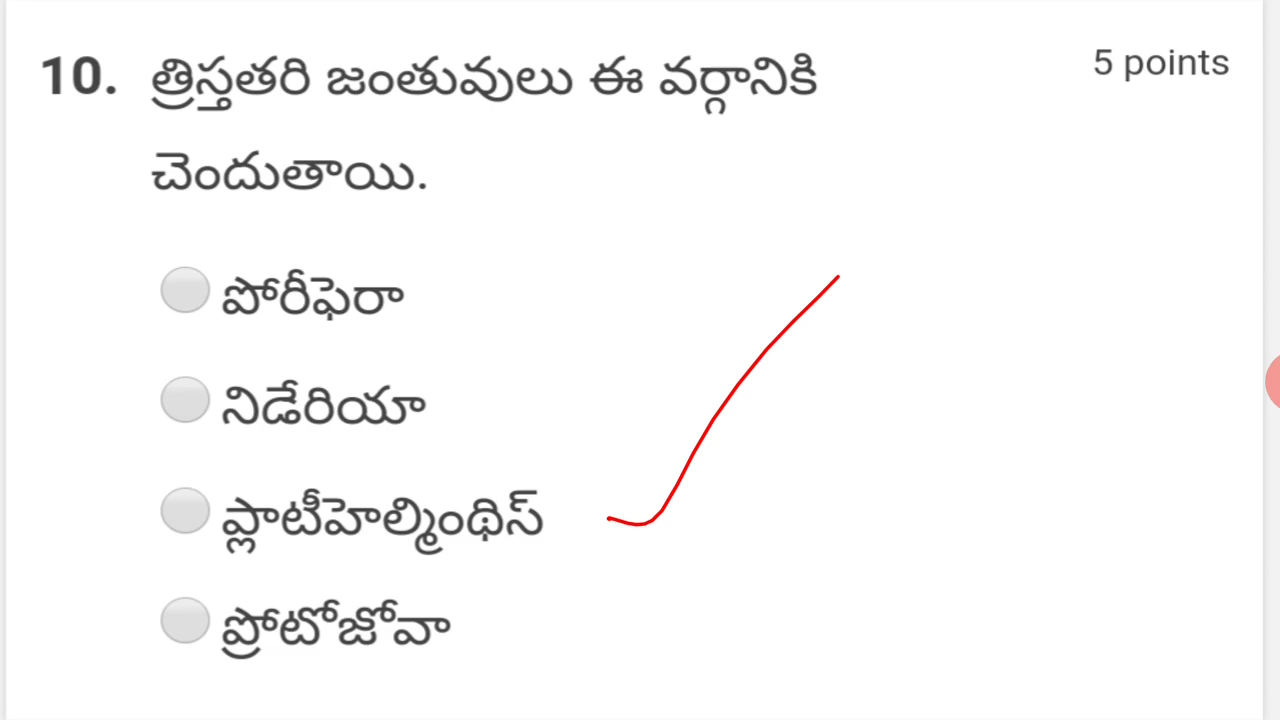 10. త్రిస్తతరి జంతువులు ఈ వర్గానికి 5 points
చెందుతాయి.
పోరీఫెరా
నిడేరియా
ప్లాటీహెల్మింథిస్
ప్రోటోజోవా